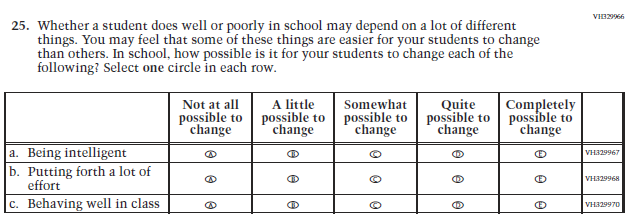 VH329966
25. Whether a student does well or poorly in school may depend on a lot of different
things. You may feel that some of these things are easier for your students to change
than others. In school, how possible is it for your students to change each of the
following? Select one circle in each row.
Not at all possible to change
A little possible to change
Somewhat possible to change
Quite possible to change
Completely possible to change
a. Being intelligent A B C D E VH329967
b. Putting forth a lot of
effort A B C D E VH329968
c. Behaving well in class A B C D E VH329970